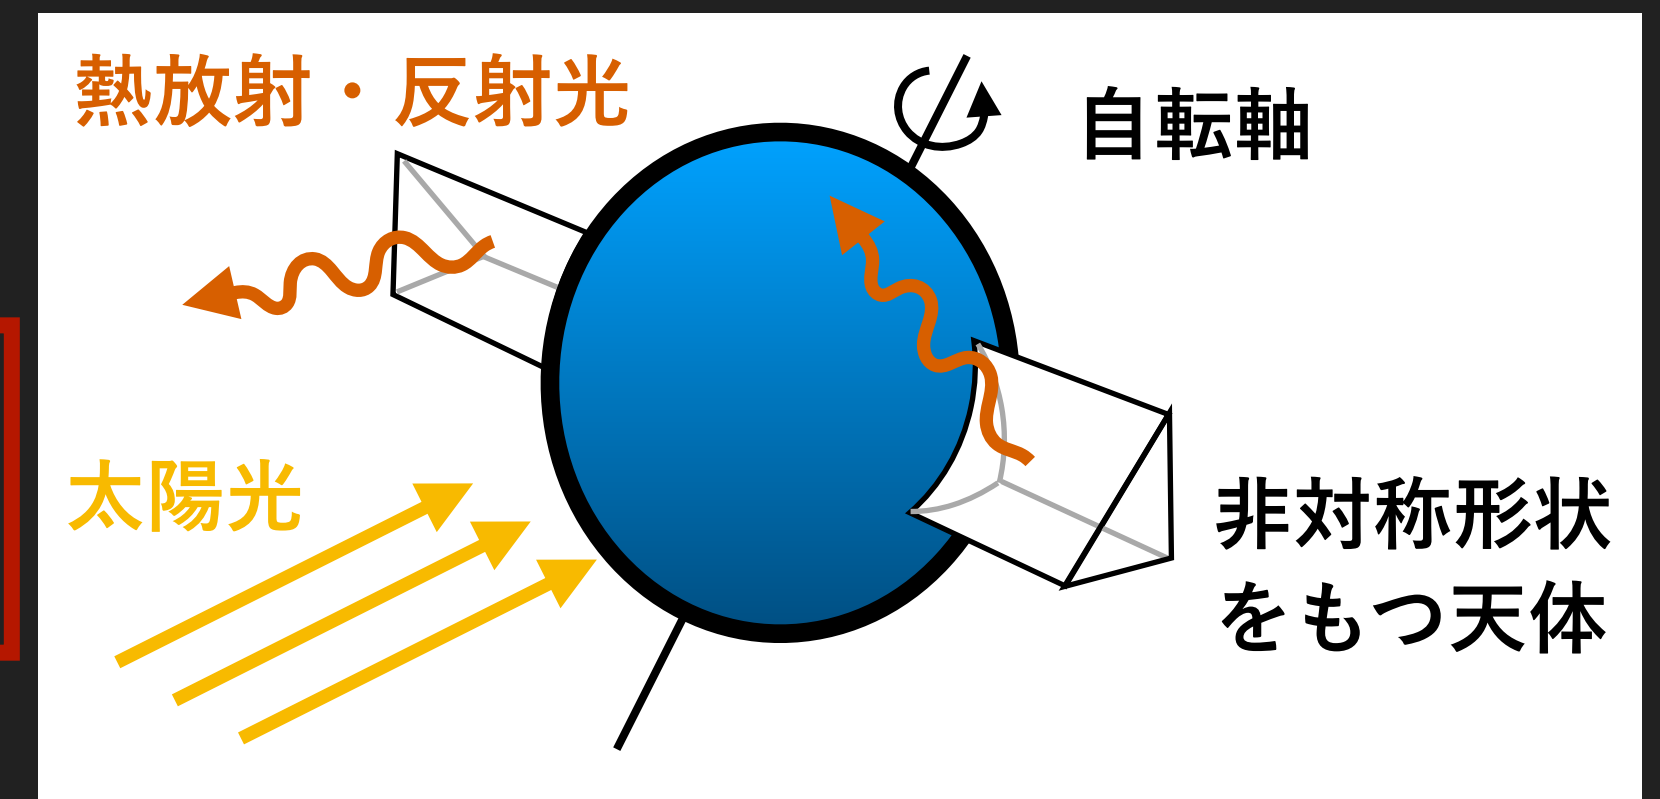 熱放射・反射光
自転軸
太陽光
非対称形状
をもつ天体